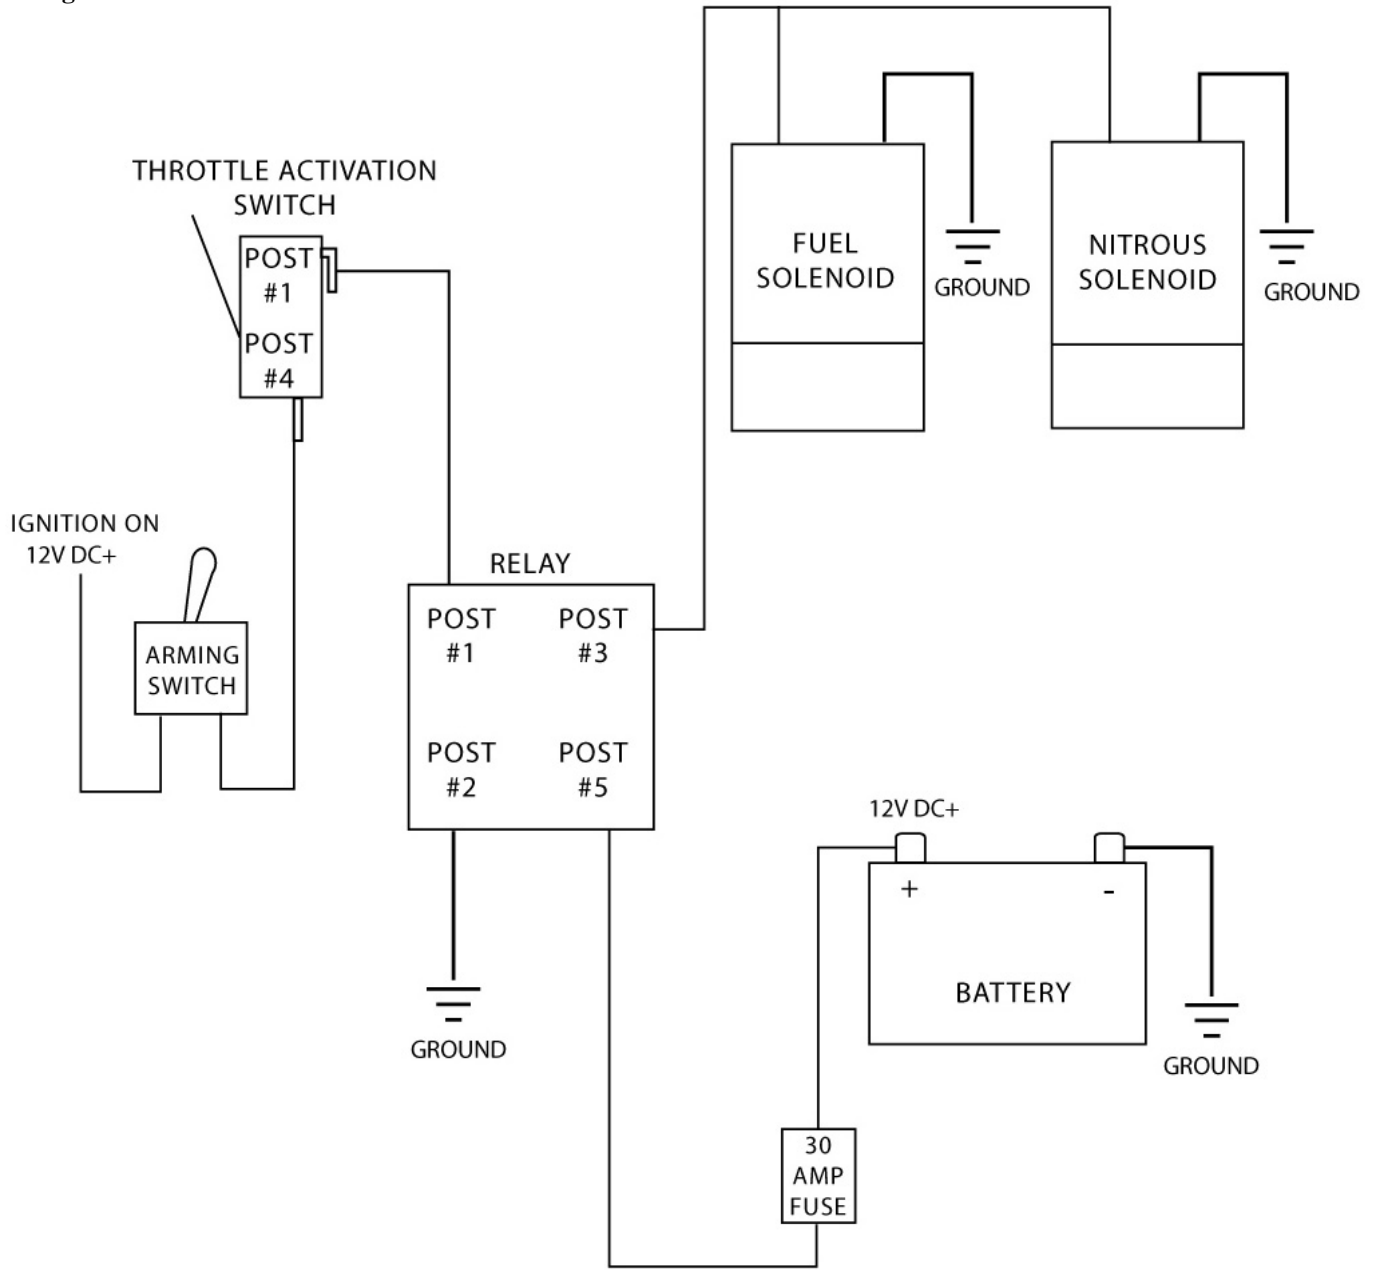 THROTTLE ACTIVATION
SWITCH
POST
#1
POST
#4
FUEL
SOLENOID
GROUND
NITROUS
SOLENOID
GROUND
IGNITION ON
12V DC+
ARMING
SWITCH
RELAY
POST
#1
POST
#3
POST
#2
POST
#5
GROUND
12V DC+
+
-
BATTERY
GROUND
30
AMP
FUSE